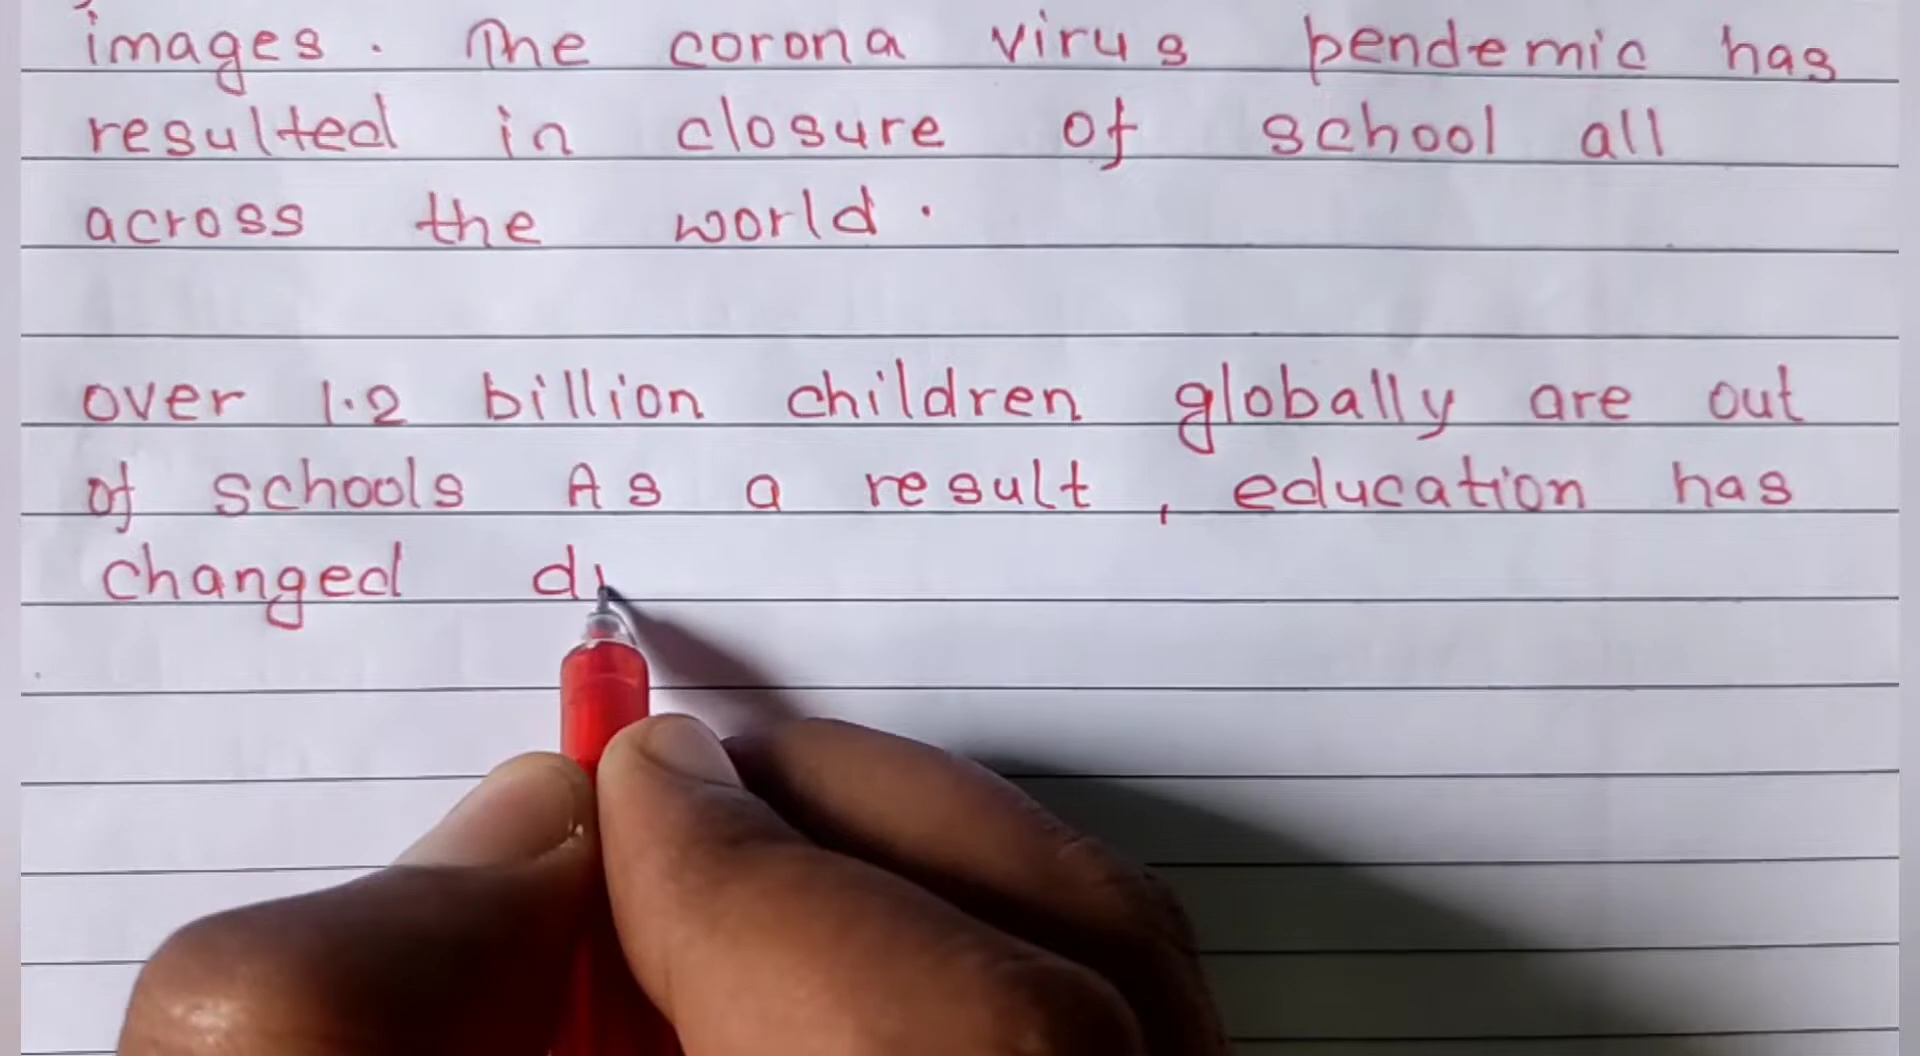 images. The corona virus pendemic has
resulted in closure of school all
across the world.
over 1.2 billion children globally are out
of schools As a result, education has
changed